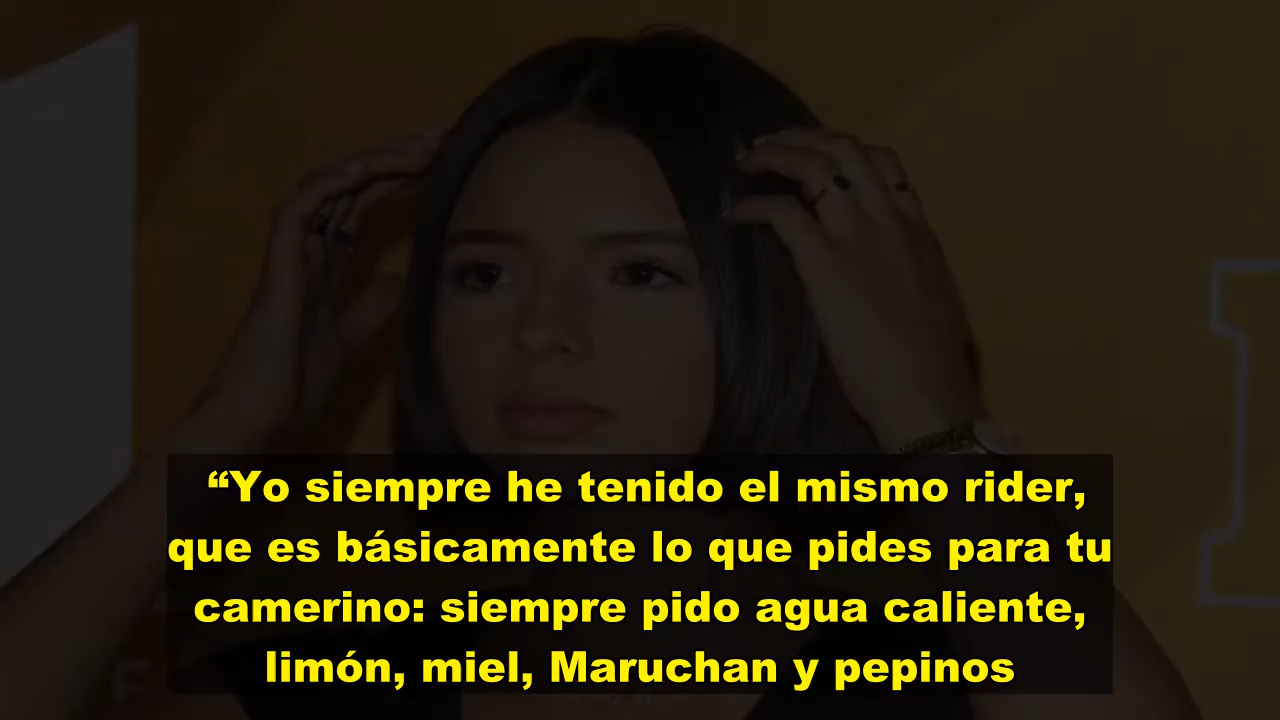 “Yo siempre he tenido el mismo rider,
que es básicamente lo que pides para tu
camerino: siempre pido agua caliente,
limón, miel, Maruchan y pepinos